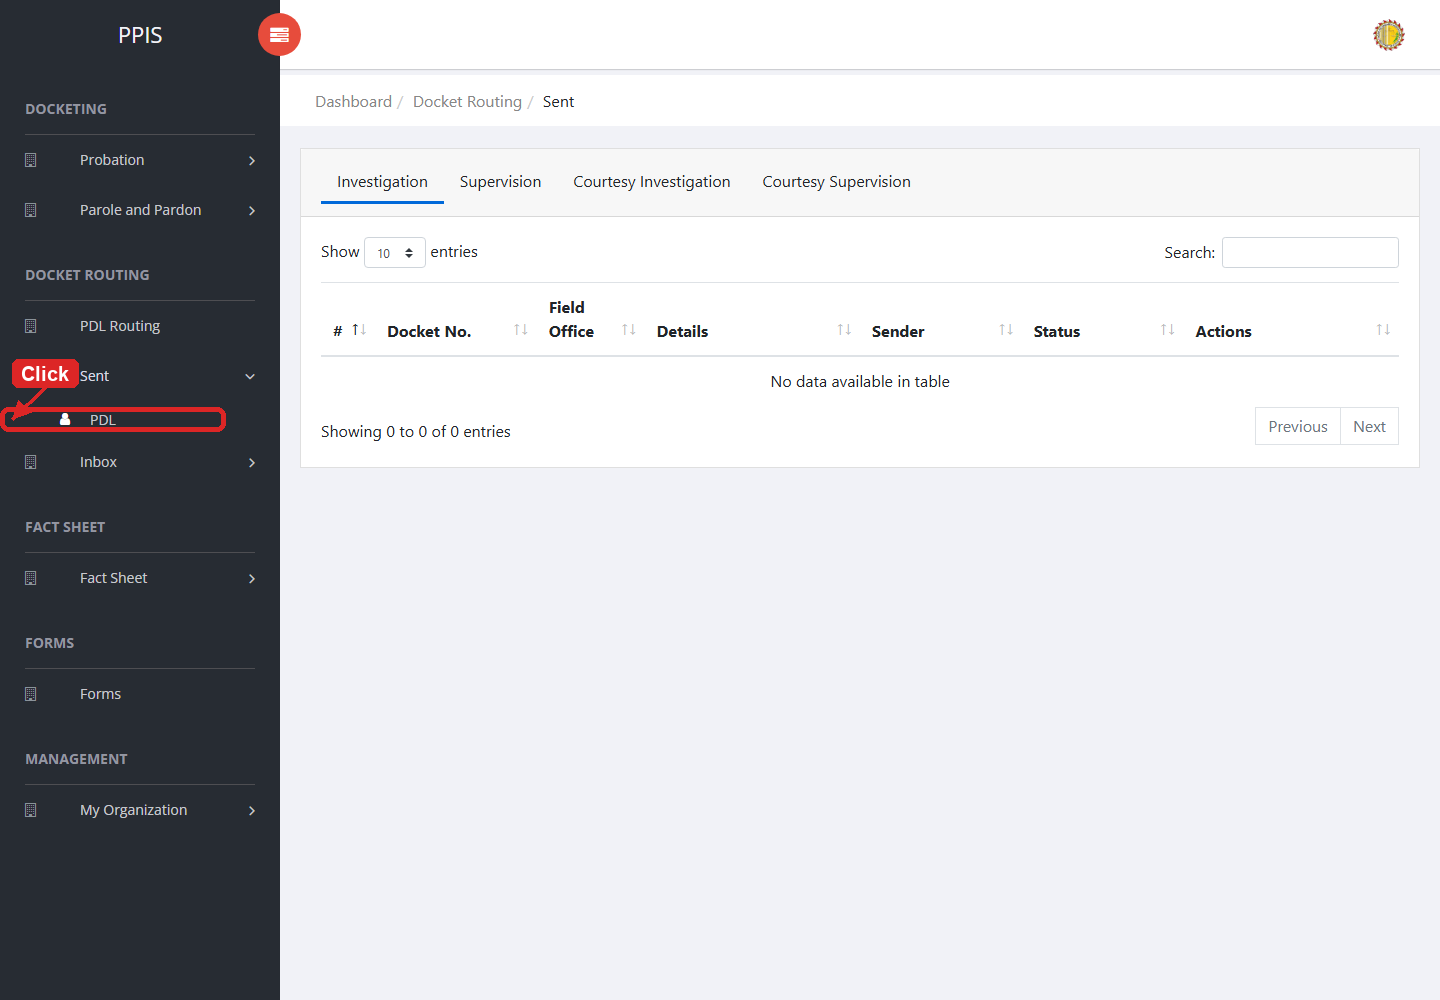 PPIS
DOCKETING
Probation
Parole and Pardon
DOCKET ROUTING
PDL Routing
Click
Sent
PDL
Inbox
FACT SHEET
Fact Sheet
FORMS
Forms
MANAGEMENT
My Organization
Dashboard / Docket Routing / Sent
Investigation Supervision Courtesy Investigation Courtesy Supervision
Show 10 entries Search:
# Docket No. Field Office Details Sender Status Actions
No data available in table
Showing 0 to 0 of 0 entries
Previous Next